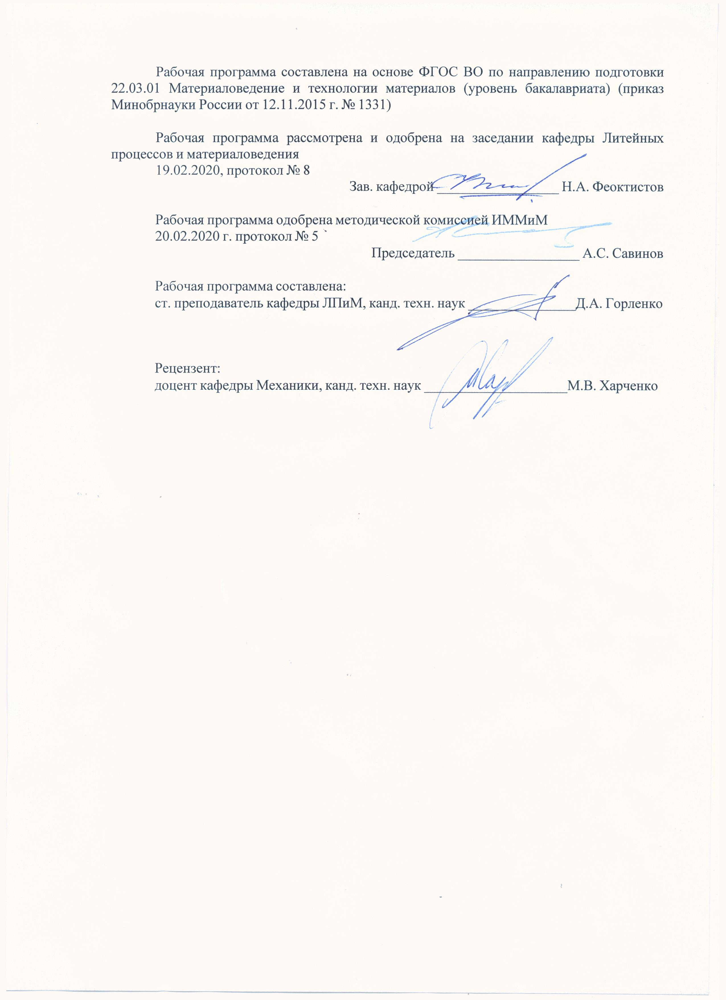 Рабочая программа составлена на основе ФГОС ВО по направлению подготовки
22.03.01 Материаловедение и технологии материалов (уровень бакалавриата) (приказ
Минобрнауки России от 12.11.2015 г. № 1331)
Рабочая программа рассмотрена и одобрена на заседании кафедры Литейных
процессов и материаловедения
19.02.2020, протокол № 8
Зав. кафедрой ________________ Н.А. Феоктистов
Рабочая программа одобрена методической комиссией ИММиМ
20.02.2020 г. протокол № 5
Председатель ________________ А.С. Савинов
Рабочая программа составлена:
ст. преподаватель кафедры ЛПиМ, канд. техн. наук ______________Д.А. Горленко
Рецензент:
доцент кафедры Механики, канд. техн. наук ___________________М.В. Харченко